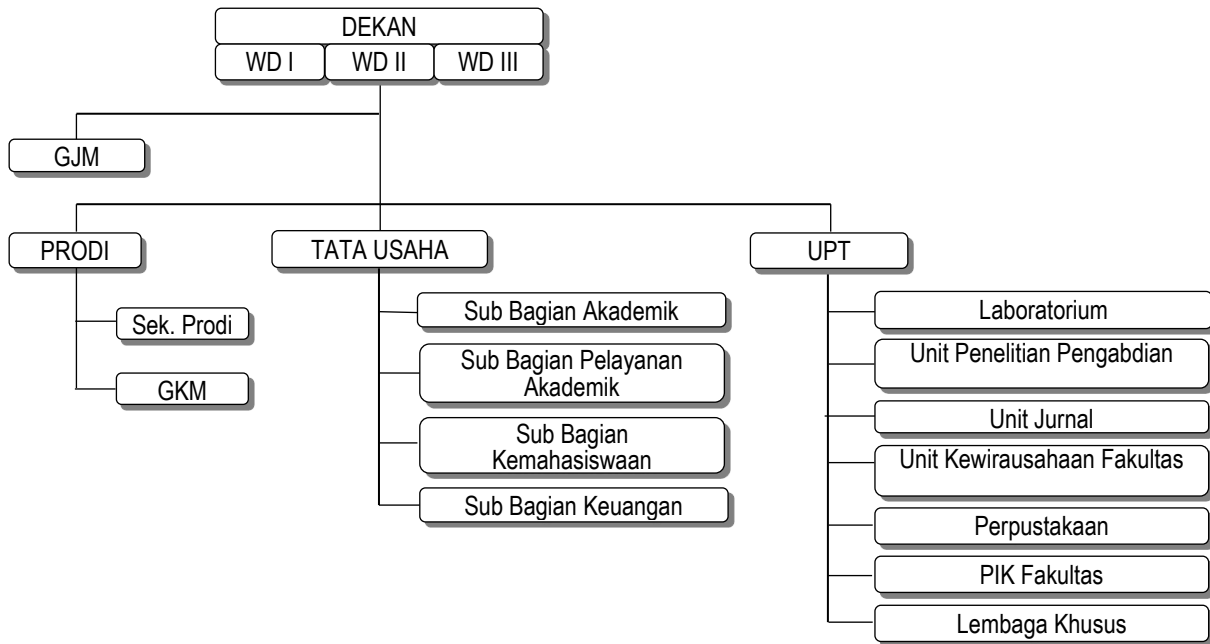 DEKAN
WD I
WD II
WD III
GJM
PRODI
TATA USAHA
UPT
Sek. Prodi
GKM
Sub Bagian Akademik
Sub Bagian Pelayanan
Akademik
Sub Bagian
Kemahasiswaan
Sub Bagian Keuangan
Laboratorium
Unit Penelitian Pengabdian
Unit Jurnal
Unit Kewirausahaan Fakultas
Perpustakaan
PIK Fakultas
Lembaga Khusus